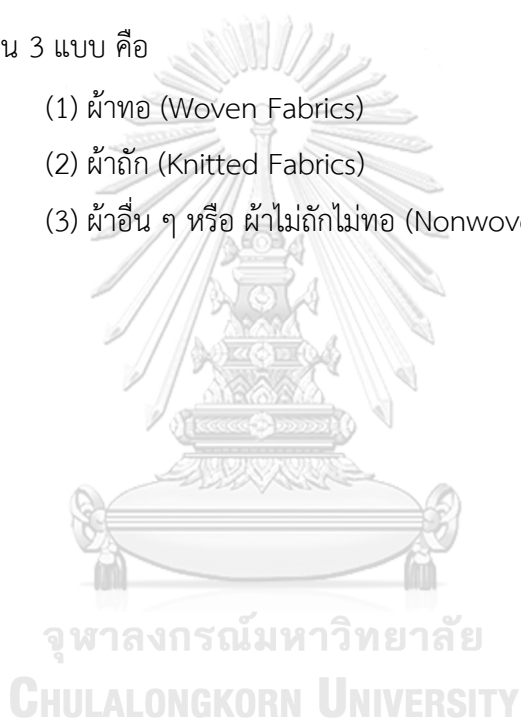 น 3 แบบ คือ
(1) ผ้าทอ (Woven Fabrics)
(2) ผ้าถัก (Knitted Fabrics)
(3) ผ้าอื่น ๆ หรือ ผ้าไม่ถักไม่ทอ (Nonwov
จุฬาลงกรณ์มหาวิทยาลัย
CHULALONGKORN UNIVERSITY